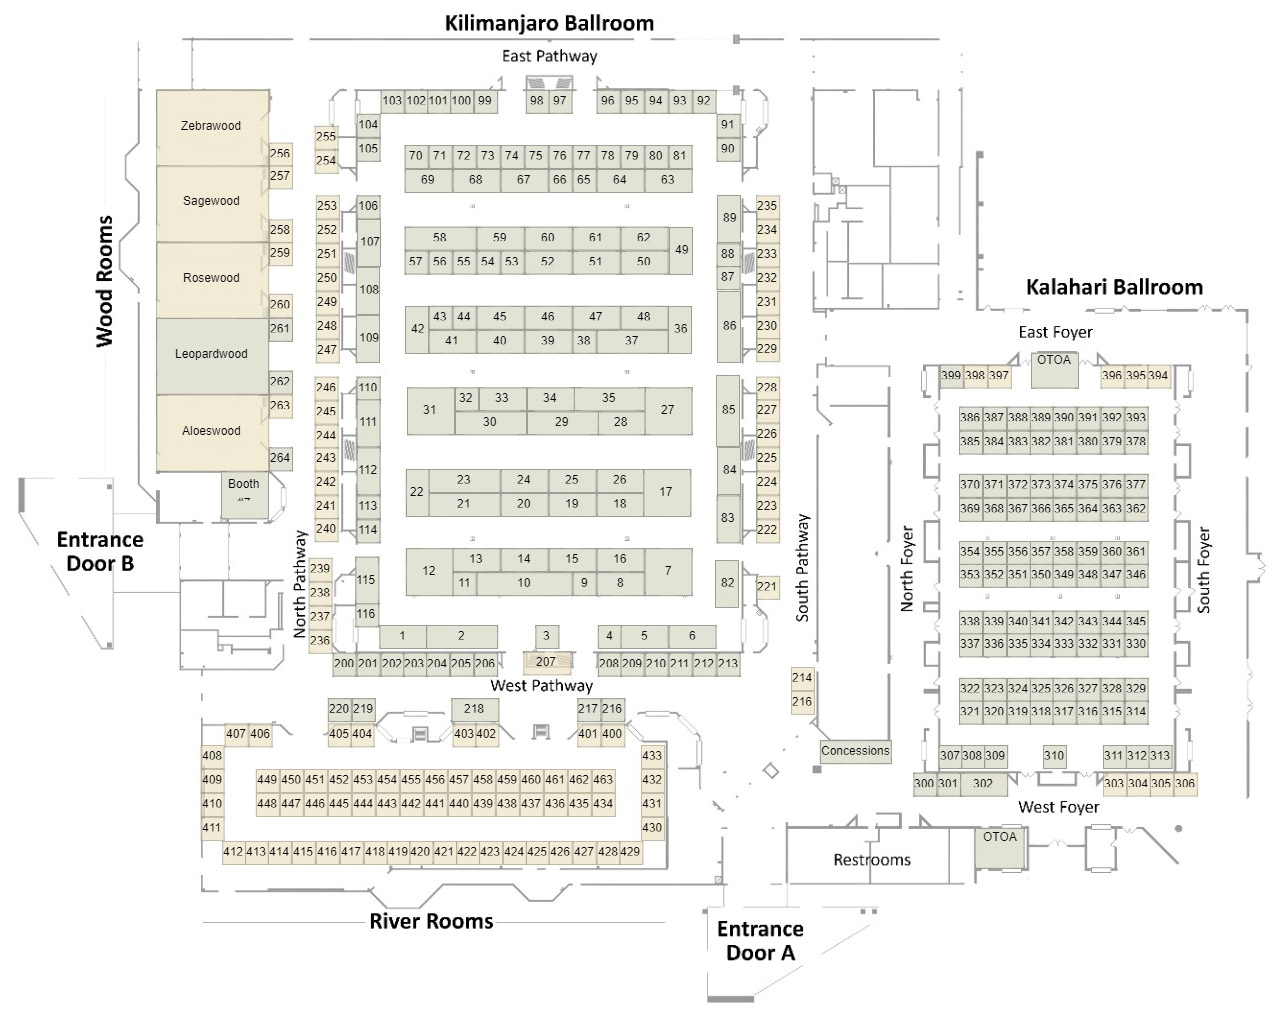 Kilimanjaro Ballroom
East Pathway
103 102 101 100 99 98 97 96 95 94 93 92
Zebrawood
104 91
255
105 90
254
256
70 71 72 73 74 75 76 77 78 79 80 81
257
69 68 67 66 65 64 63
Sagewood
253 106 89 235
258 252 234
107
58 59 60 61 62 49
259 251 88 233
57 56 55 54 53 52 51 50
Rosewood
250 87 232
108
Wood Rooms
260 249 231
43 44 45 46 47 48
261 248 42 36 86 230
109
41 40 39 38 37
Leopardwood
247 229
262 246 110 228
32 33 34 35
263 245 31 27 85 227
111
30 29 28
Aloeswood
244 226
264 243 225
112 84
23 24 25 26
Booth
242 224
22 17
241 113 21 20 19 18 223
83
240 114 222
Entrance
Door B
North Pathway
South Pathway
13 14 15 16
239 12 7
115 82
11 10 9 8
238 221
237 116
236 1 2 3 4 5 6
200 201 202 203 204 205 206 207 208 209 210 211 212 213
West Pathway
214
216
220 219 218 217 216
407 406 405 404 403 402 401 400
Concessions
408 433
409 449 450 451 452 453 454 455 456 457 458 459 460 461 462 463 432
410 448 447 446 445 444 443 442 441 440 439 438 437 436 435 434 431
411 430
412 413 414 415 416 417 418 419 420 421 422 423 424 425 426 427 428 429
River Rooms
Kalahari Ballroom
East Foyer
OTOA
399 398 397 396 395 394
386 387 388 389 390 391 392 393
385 384 383 382 381 380 379 378
370 371 372 373 374 375 376 377
369 368 367 366 365 364 363 362
North Foyer
South Foyer
354 355 356 357 358 359 360 361
353 352 351 350 349 348 347 346
338 339 340 341 342 343 344 345
337 336 335 334 333 332 331 330
322 323 324 325 326 327 328 329
321 320 319 318 317 316 315 314
307 308 309 310 311 312 313
300 301 302 303 304 305 306
West Foyer
OTOA
Restrooms
Entrance
Door A